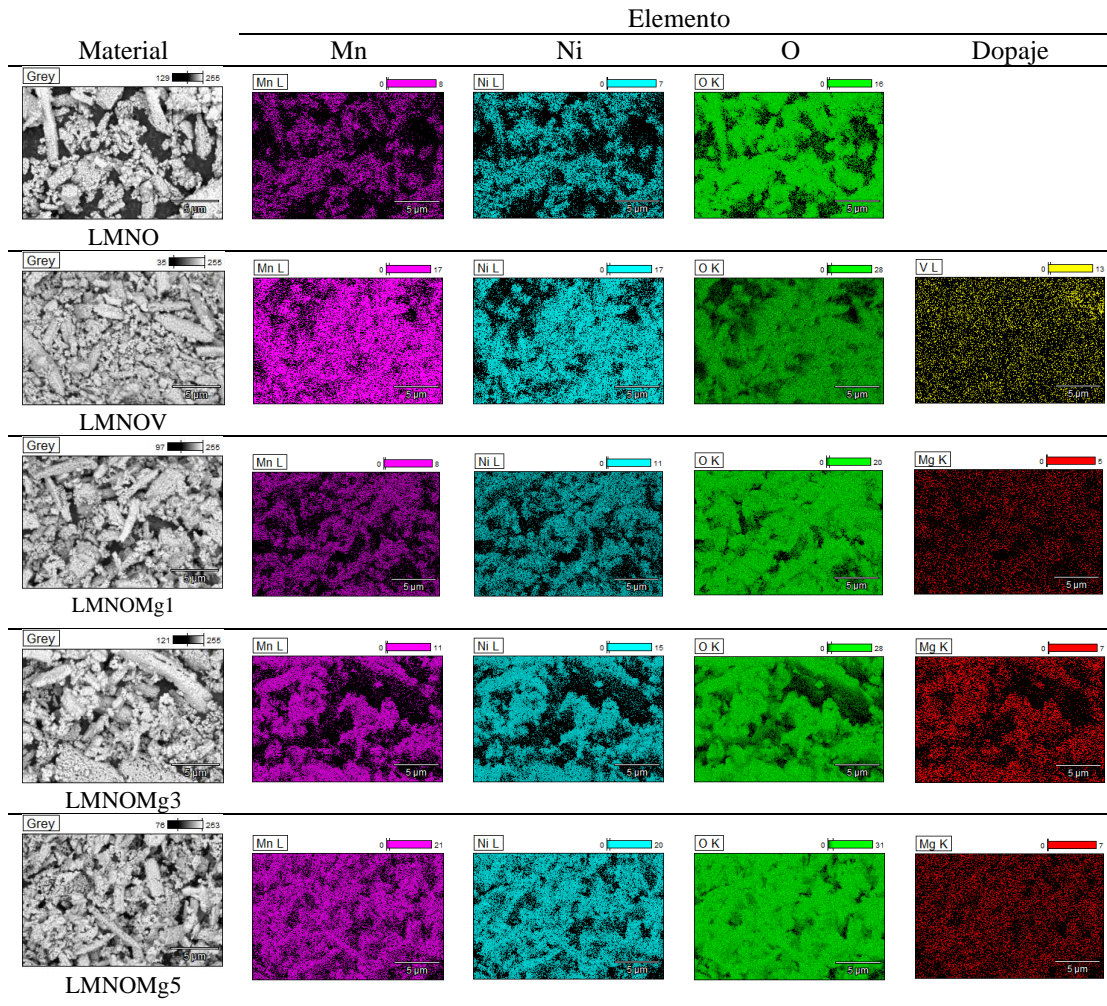 Elemento
Material Mn Ni O Dopaje
Grey 129 255 Mn L 0 8 Ni L 0 7 O K 0 16
5 µm 5 µm 5 µm 5 µm
LMNO
Grey 35 255 Mn L 0 17 Ni L 0 17 O K 0 28 V L 0 13
5 µm 5 µm 5 µm 5 µm 5 µm
LMNOV
Grey 97 255 Mn L 0 8 Ni L 0 11 O K 0 20 Mg K 0 5
5 µm 5 µm 5 µm 5 µm 5 µm
LMNOMg1
Grey 121 255 Mn L 0 11 Ni L 0 15 O K 0 28 Mg K 0 7
5 µm 5 µm 5 µm 5 µm 5 µm
LMNOMg3
Grey 76 253 Mn L 0 21 Ni L 0 20 O K 0 31 Mg K 0 7
5 µm 5 µm 5 µm 5 µm 5 µm
LMNOMg5